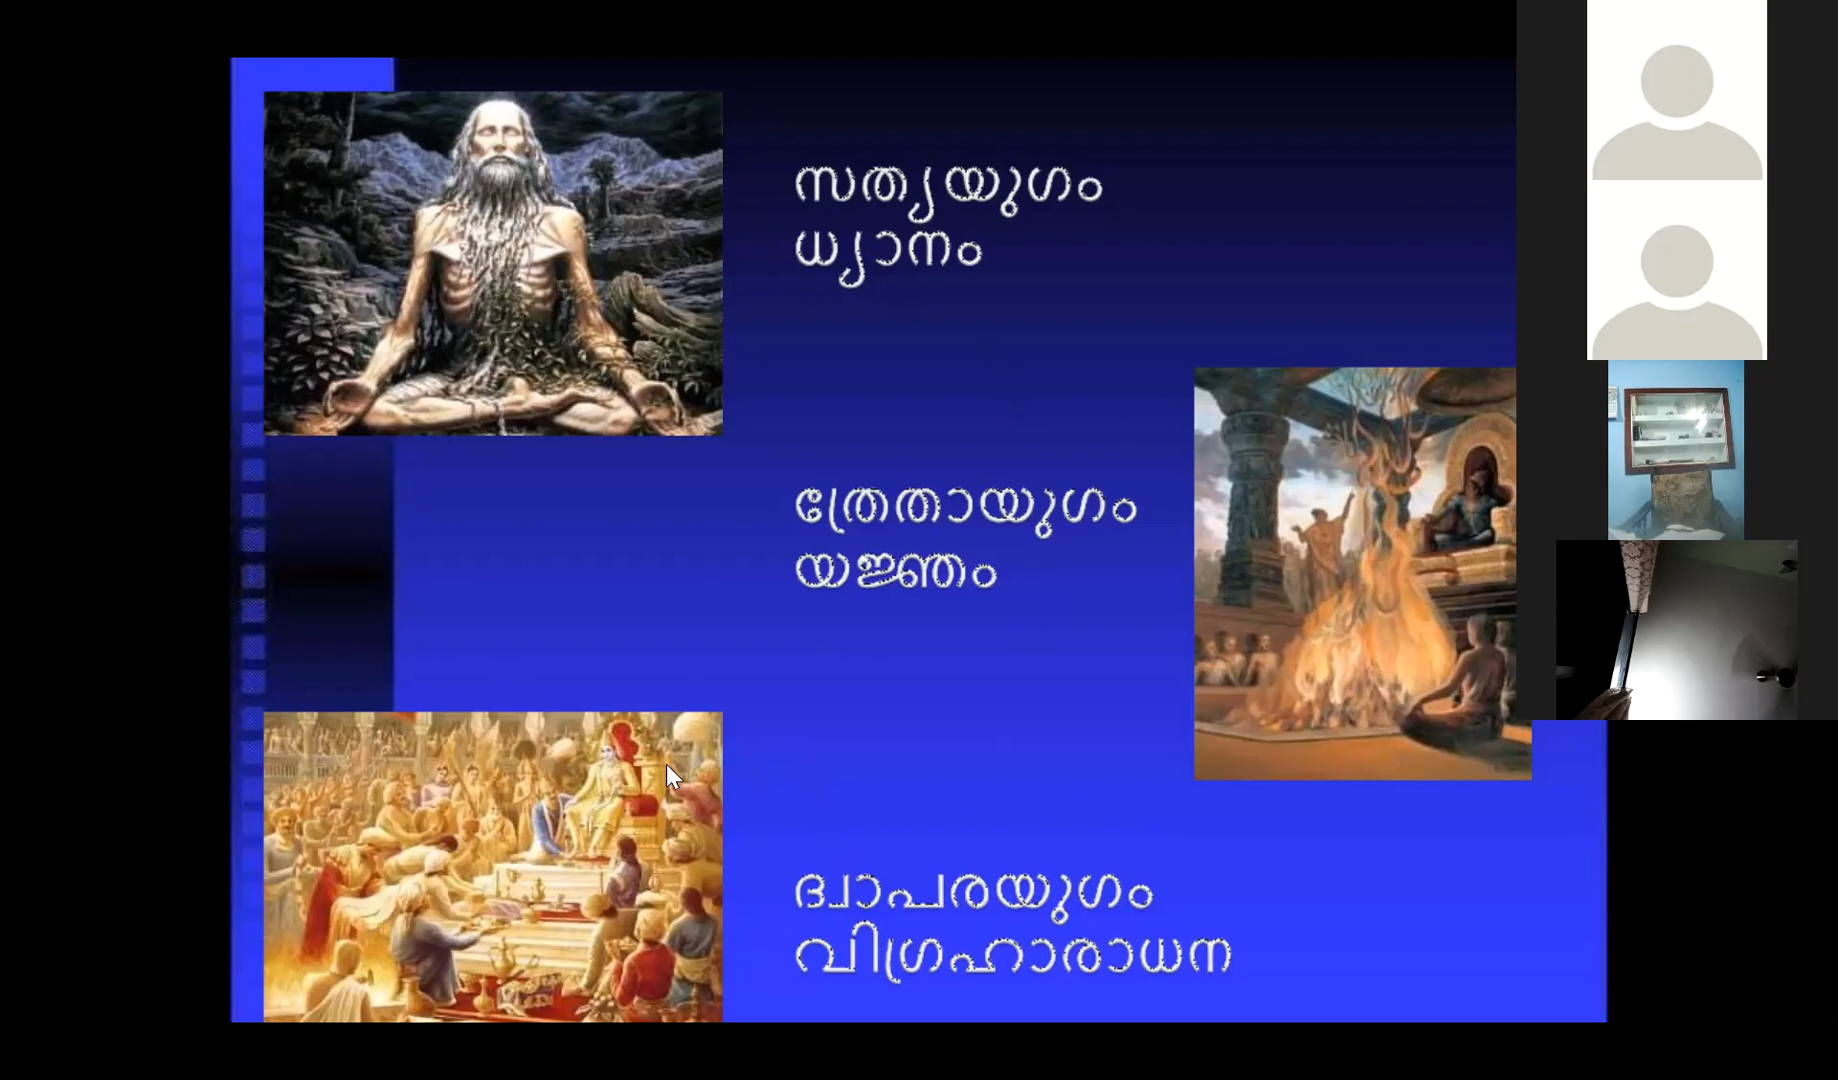 സത്യയുഗം
ധ്യാനം
ത്രേതായുഗം
യജ്ഞം
ദ്വാപരയുഗം
വിഗ്രഹാരാധന